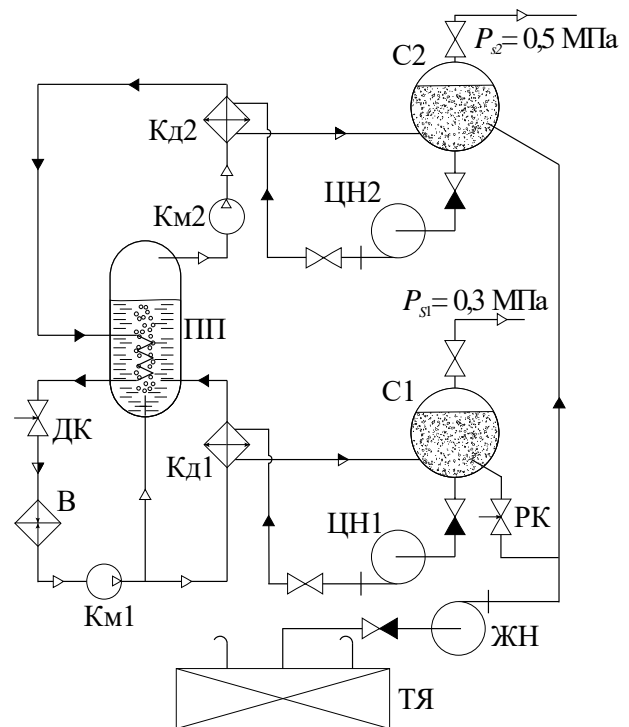 P_{s2} = 0,5 МПа
С2
Кд2
ЦН2
Км2
P_{s1} = 0,3 МПа
ПП
С1
ДК
Кд1
В
ЦН1
РК
Км1
ЖН
ТЯ